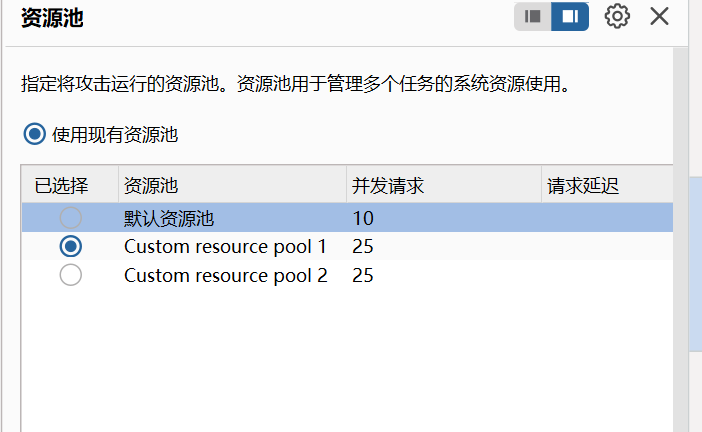 资源池
指定将攻击运行的资源池。资源池用于管理多个任务的系统资源使用。
使用现有资源池
已选择 资源池 并发请求 请求延迟
默认资源池 10
Custom resource pool 1 25
Custom resource pool 2 25